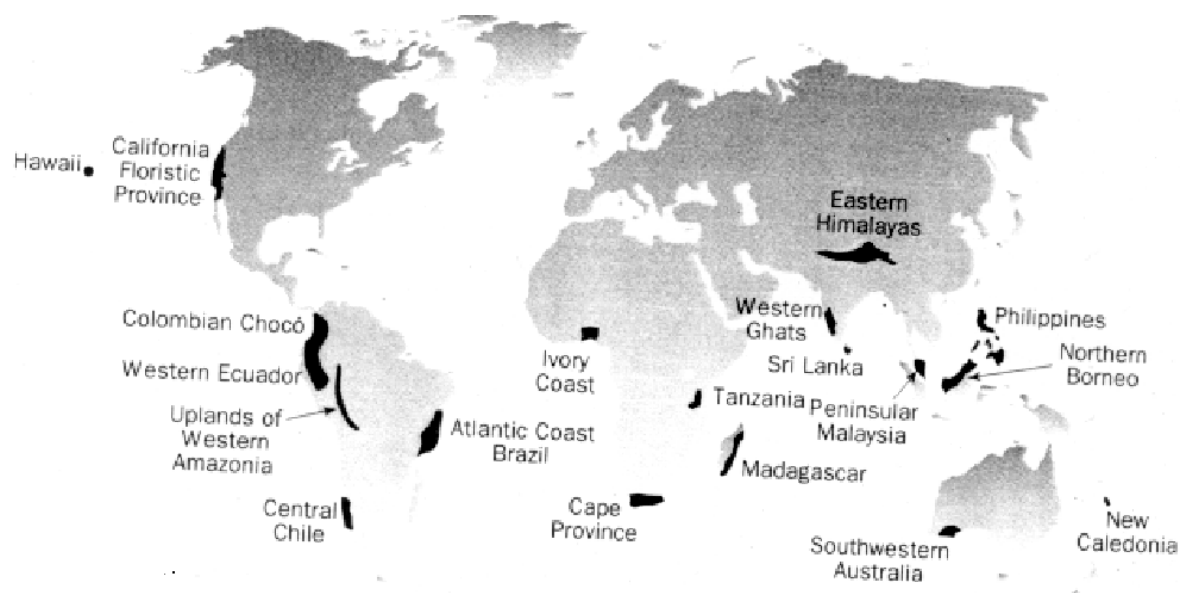 Hawaii
California
Floristic
Province
Eastern
Himalayas
Colombian Chocó
Western Ecuador
Uplands of
Western
Amazonia
Central
Chile
Atlantic Coast
Brazil
Ivory
Coast
Cape
Province
Tanzania
Madagascar
Western
Ghats
Sri Lanka
Peninsular
Malaysia
Philippines
Northern
Borneo
Southwestern
Australia
New
Caledonia